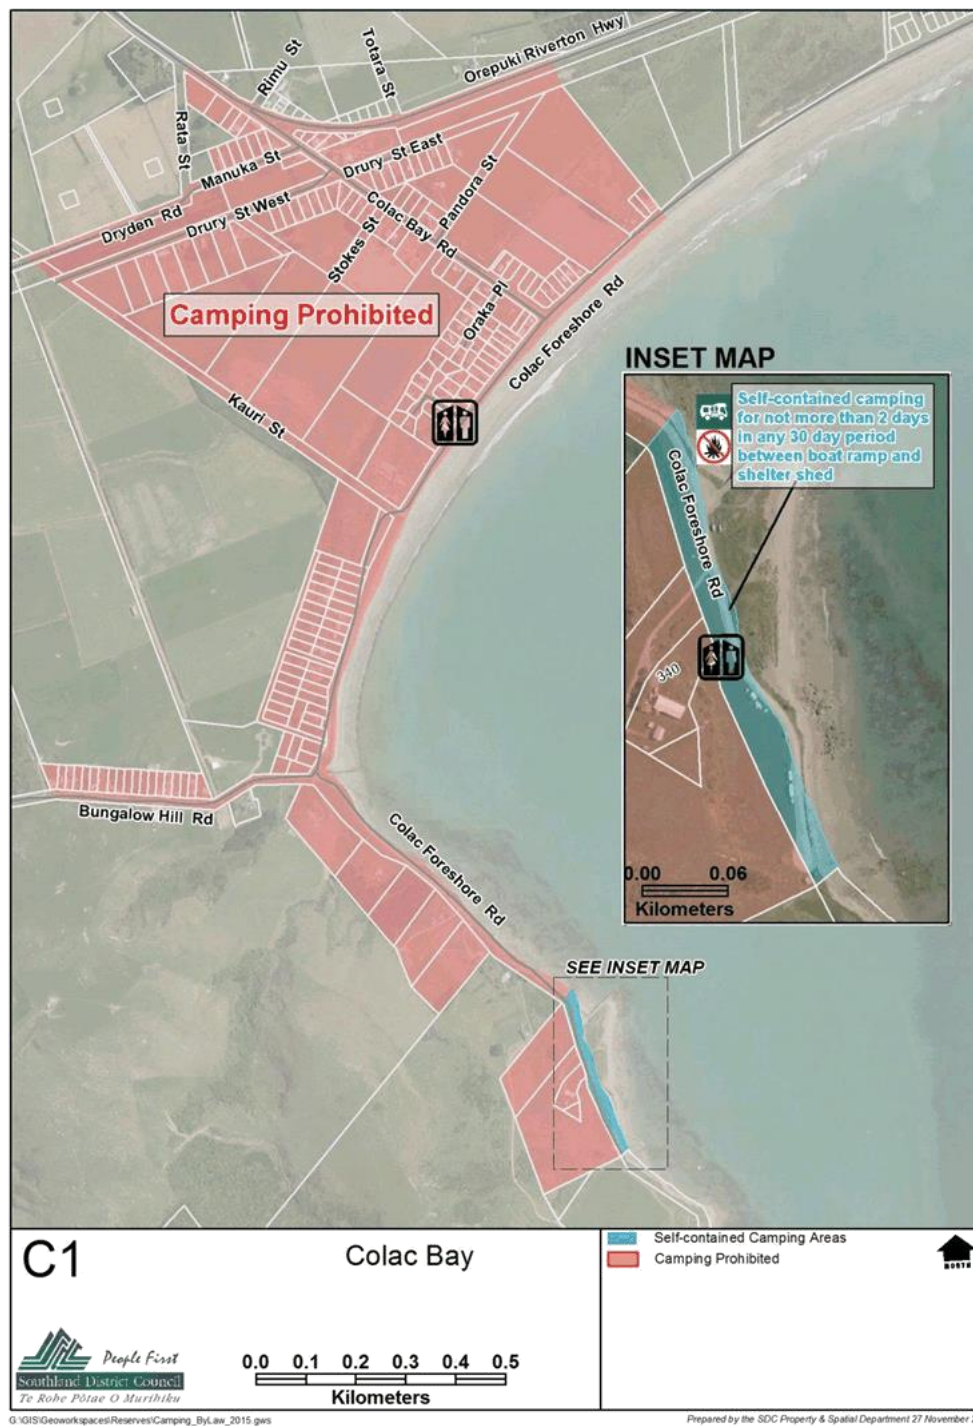 Orepuki Riverton Hwy
Totara St
Rimu St
Rata St
Manuka St
Drury St East
Pandora St
Dryden Rd
Drury St West
Colac Bay Rd
Stokes St
Camping Prohibited
Oraka Pl
Colac Foreshore Rd
Kauri St
INSET MAP
Self-contained camping
for not more than 2 days
in any 30 day period
between boat ramp and
shelter shed
Colac Foreshore Rd
340
0.00 0.06
Kilometers
Bungalow Hill Rd
Colac Foreshore Rd
SEE INSET MAP
C1
Colac Bay
Self-contained Camping Areas
Camping Prohibited
NORTH
People First
Southland District Council
Te Rohe Pōtae O Murihiku
0.0 0.1 0.2 0.3 0.4 0.5
Kilometers
G:\GIS\Geoworkspaces\Reserves\Camping_ByLaw_2015.gws
Prepared by the SDC Property & Spatial Department 27 November